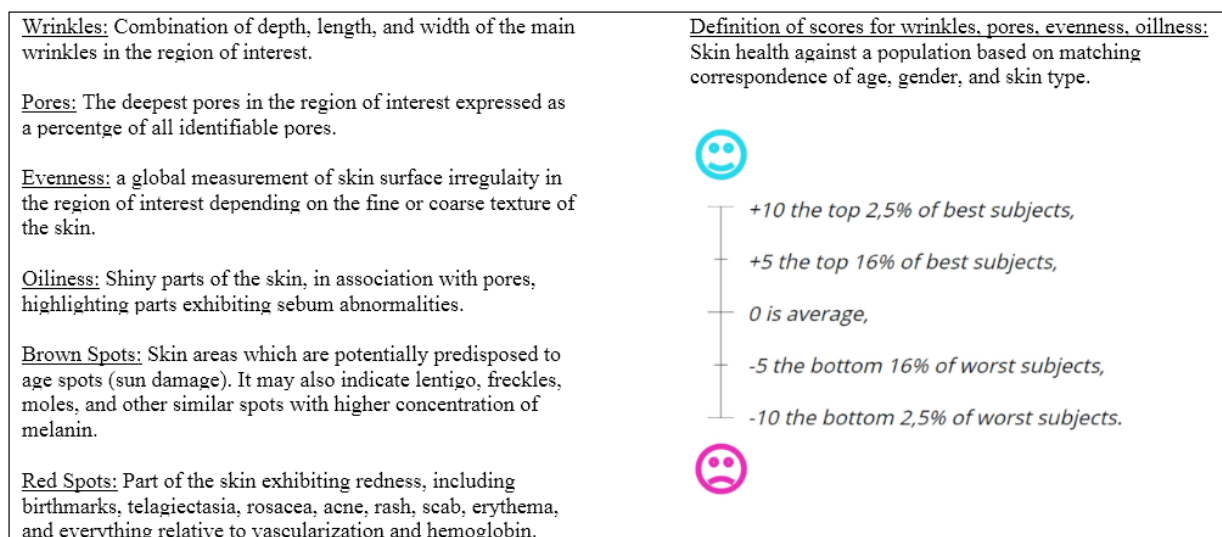 Wrinkles: Combination of depth, length, and width of the main
wrinkles in the region of interest.
Pores: The deepest pores in the region of interest expressed as
a percentge of all identifiable pores.
Evenness: a global measurement of skin surface irregulaity in
the region of interest depending on the fine or coarse texture of
the skin.
Oiliness: Shiny parts of the skin, in association with pores,
highlighting parts exhibiting sebum abnormalities.
Brown Spots: Skin areas which are potentially predisposed to
age spots (sun damage). It may also indicate lentigo, freckles,
moles, and other similar spots with higher concentration of
melanin.
Red Spots: Part of the skin exhibiting redness, including
birthmarks, telagiectasia, rosacea, acne, rash, scab, erythema,
and everything relative to vascularization and hemoglobin.
Definition of scores for wrinkles, pores, evenness, oillness:
Skin health against a population based on matching
correspondence of age, gender, and skin type.
+10 the top 2,5% of best subjects,
+5 the top 16% of best subjects,
0 is average,
-5 the bottom 16% of worst subjects,
-10 the bottom 2,5% of worst subjects.